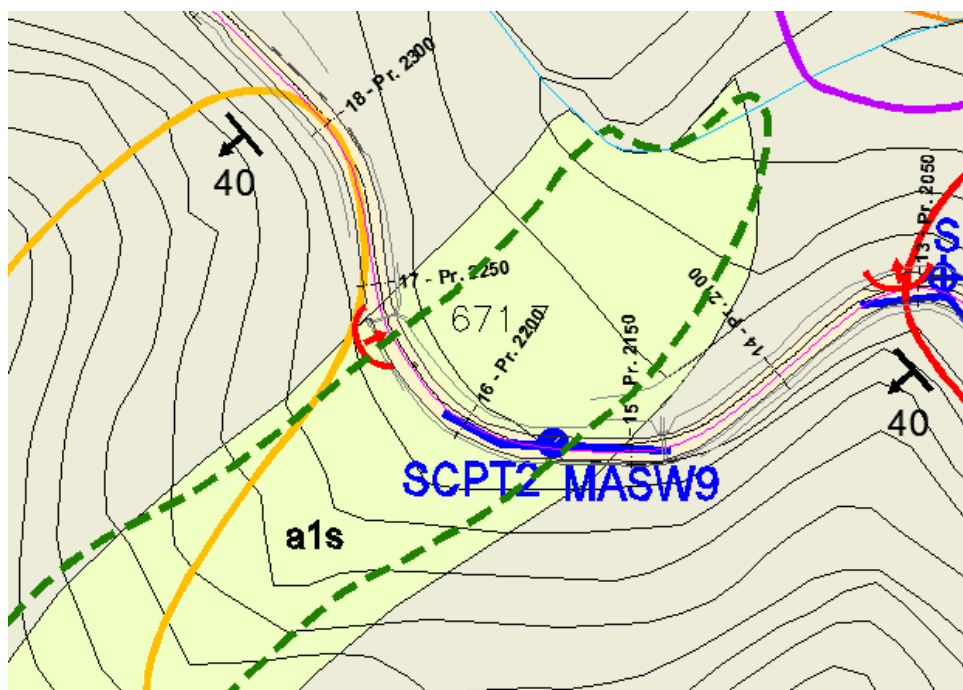 18 - Pr. 2300
40
13 - Pr. 2050
S
17 - Pr. 2250
671
14 - Pr. 2100
16 - Pr. 2200
15 - Pr. 2150
40
SCPT2
MASW9
a1s